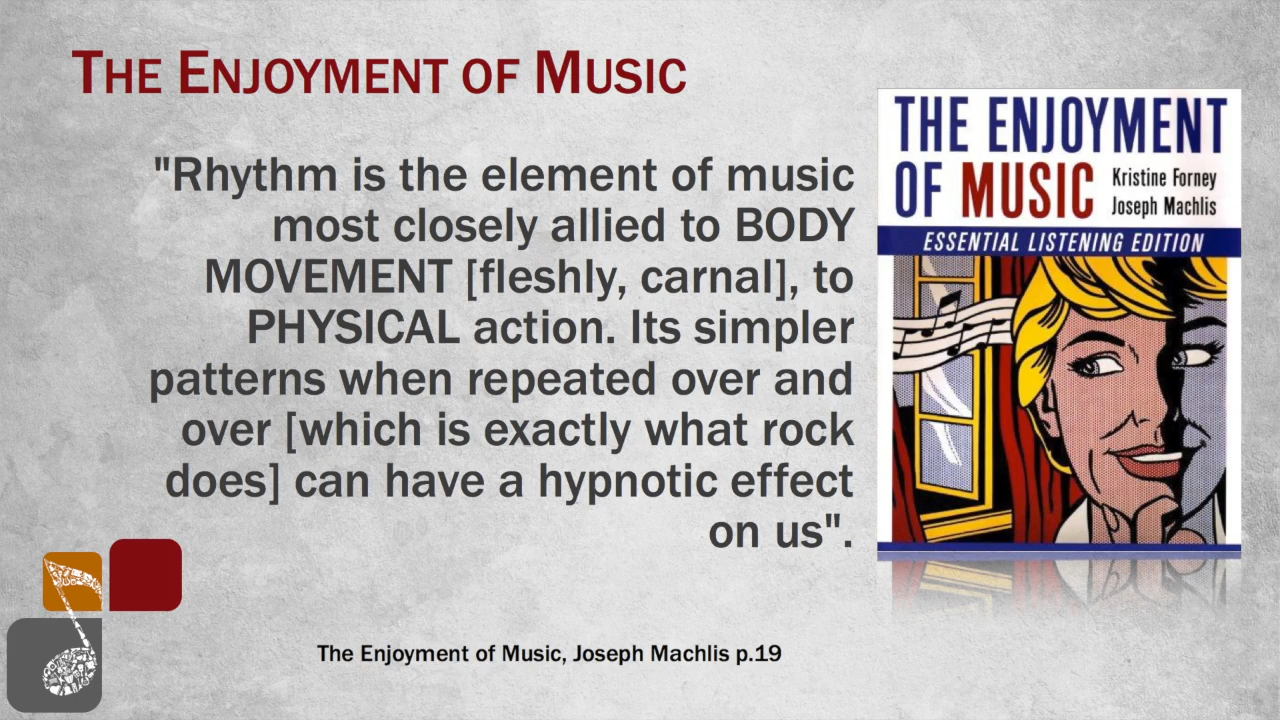 THE ENJOYMENT OF MUSIC
"Rhythm is the element of music
most closely allied to BODY
MOVEMENT [fleshly, carnal], to
PHYSICAL action. Its simpler
patterns when repeated over and
over [which is exactly what rock
does] can have a hypnotic effect
on us".
The Enjoyment of Music, Joseph Machlis p.19
THE ENJOYMENT
OF MUSIC
Kristine Forney
Joseph Machlis
ESSENTIAL LISTENING EDITION